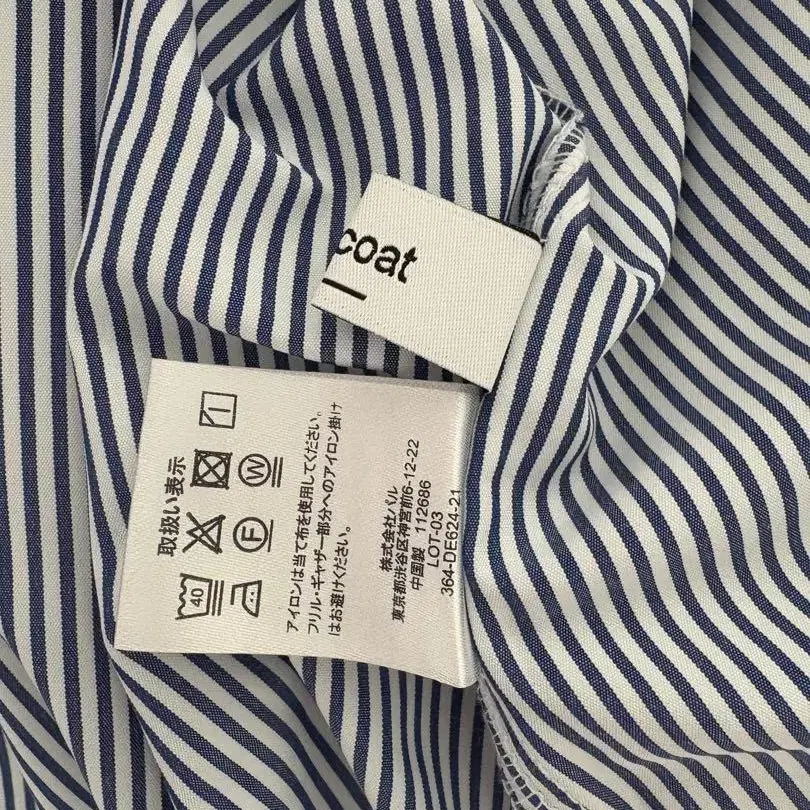 coat
取扱い表示
40
F
W
アイロンは当て布を使用してください。
フリル・ギャザー部分へのアイロン掛け
はお避けください。
株式会社パル
東京都渋谷区神宮前6-12-22
中国製 112686
LOT-03
364-DE624-21